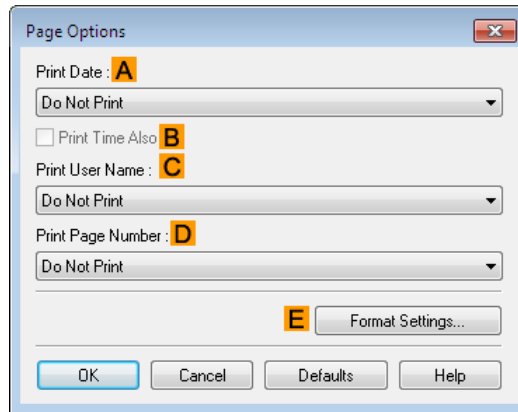 Page Options
Print Date : A
Do Not Print
Print Time Also B
Print User Name : C
Do Not Print
Print Page Number : D
Do Not Print
E Format Settings...
OK Cancel Defaults Help